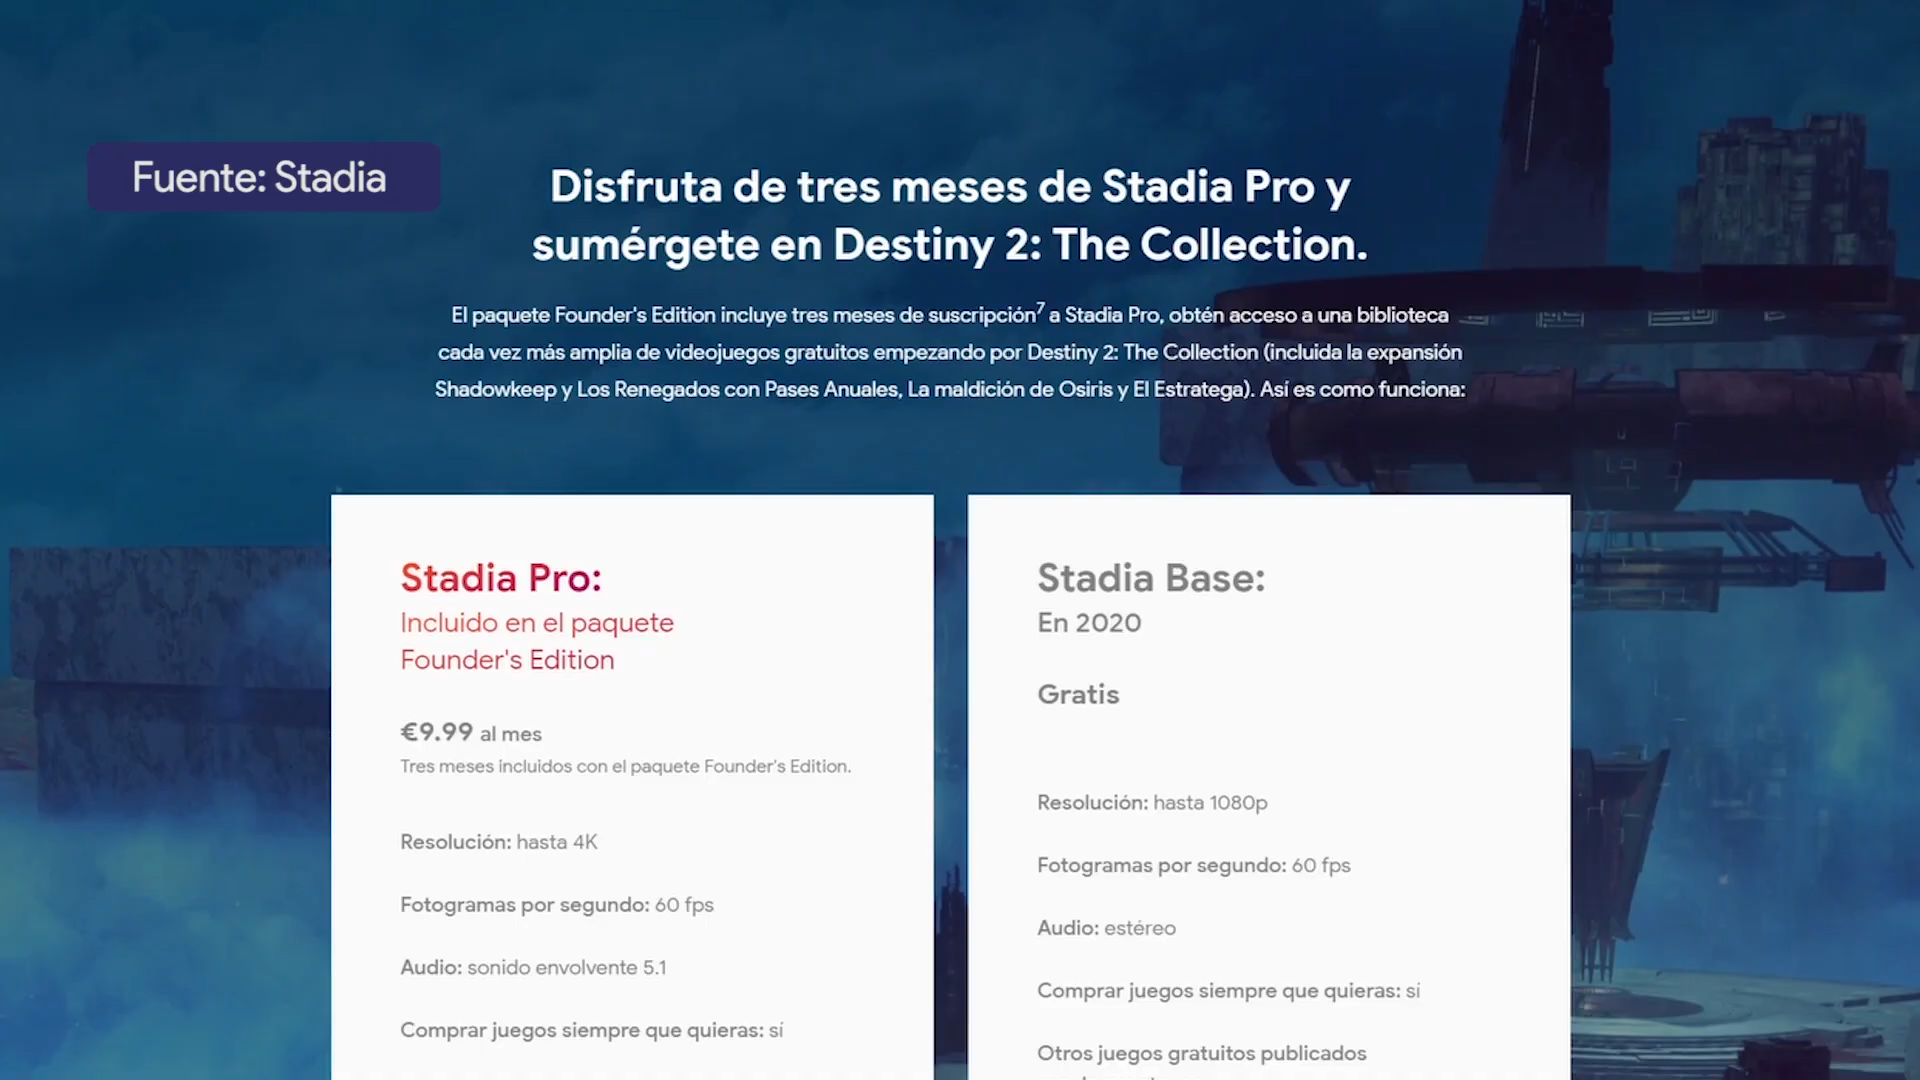 Fuente: Stadia
Disfruta de tres meses de Stadia Pro y
sumérgete en Destiny 2: The Collection.
El paquete Founder's Edition incluye tres meses de suscripción⁷ a Stadia Pro, obtén acceso a una biblioteca
cada vez más amplia de videojuegos gratuitos empezando por Destiny 2: The Collection (incluida la expansión
Shadowkeep y Los Renegados con Pases Anuales, La maldición de Osiris y El Estratega). Así es como funciona:
Stadia Pro:
Incluido en el paquete
Founder's Edition
€9.99 al mes
Tres meses incluidos con el paquete Founder's Edition.
Resolución: hasta 4K
Fotogramas por segundo: 60 fps
Audio: sonido envolvente 5.1
Comprar juegos siempre que quieras: sí
Stadia Base:
En 2020
Gratis
Resolución: hasta 1080p
Fotogramas por segundo: 60 fps
Audio: estéreo
Comprar juegos siempre que quieras: sí
Otros juegos gratuitos publicados